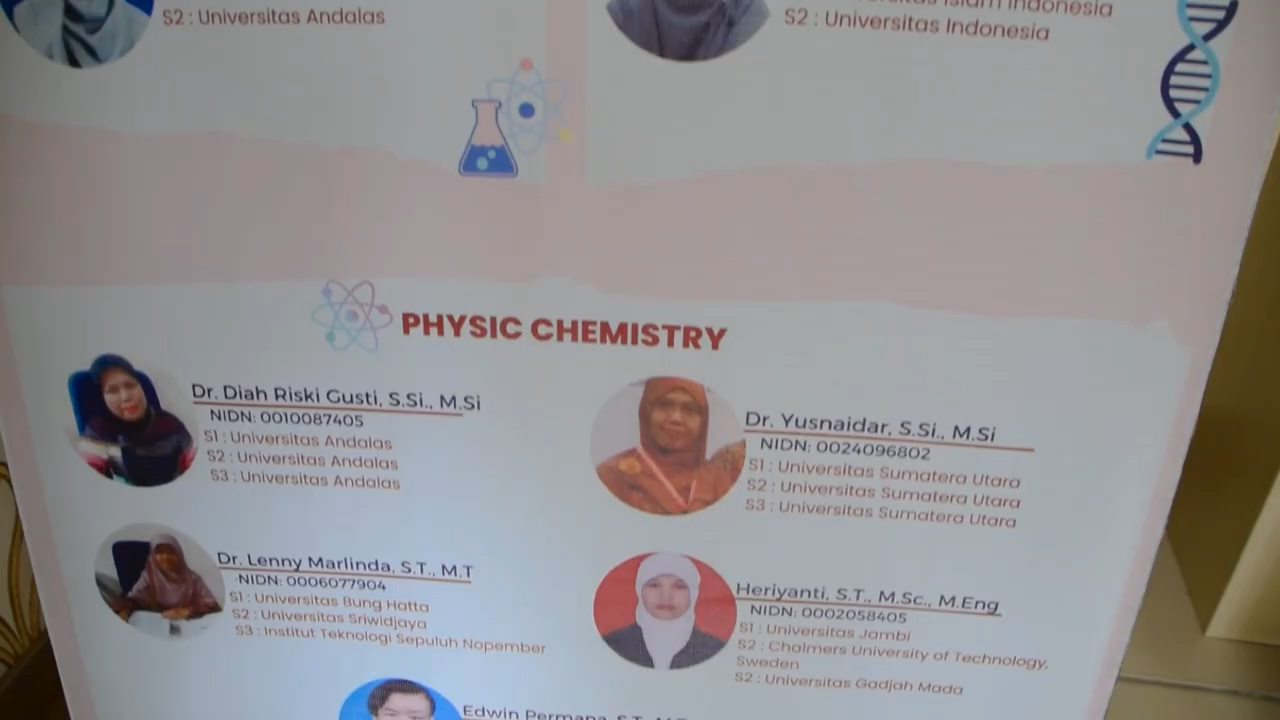 S2 : Universitas Andalas
Islam Indonesia
S2 : Universitas Indonesia
PHYSIC CHEMISTRY
Dr. Diah Riski Gusti, S.Si., M.Si
NIDN: 0010087405
S1 : Universitas Andalas
S2 : Universitas Andalas
S3 : Universitas Andalas
Dr. Yusnaidar, S.Si., M.Si
NIDN: 0024096802
S1 : Universitas Sumatera Utara
S2 : Universitas Sumatera Utara
S3 : Universitas Sumatera Utara
Dr. Lenny Marlinda, S.T., M.T
NIDN: 0006077904
S1 : Universitas Bung Hatta
S2 : Universitas Sriwidjaya
S3 : Institut Teknologi Sepuluh Nopember
Heriyanti, S.T., M.Sc., M.Eng
NIDN: 0002058405
S1 : Universitas Jambi
S2 : Chalmers University of Technology,
Sweden
S2 : Universitas Gadjah Mada
Edwin Permana, S.T.,